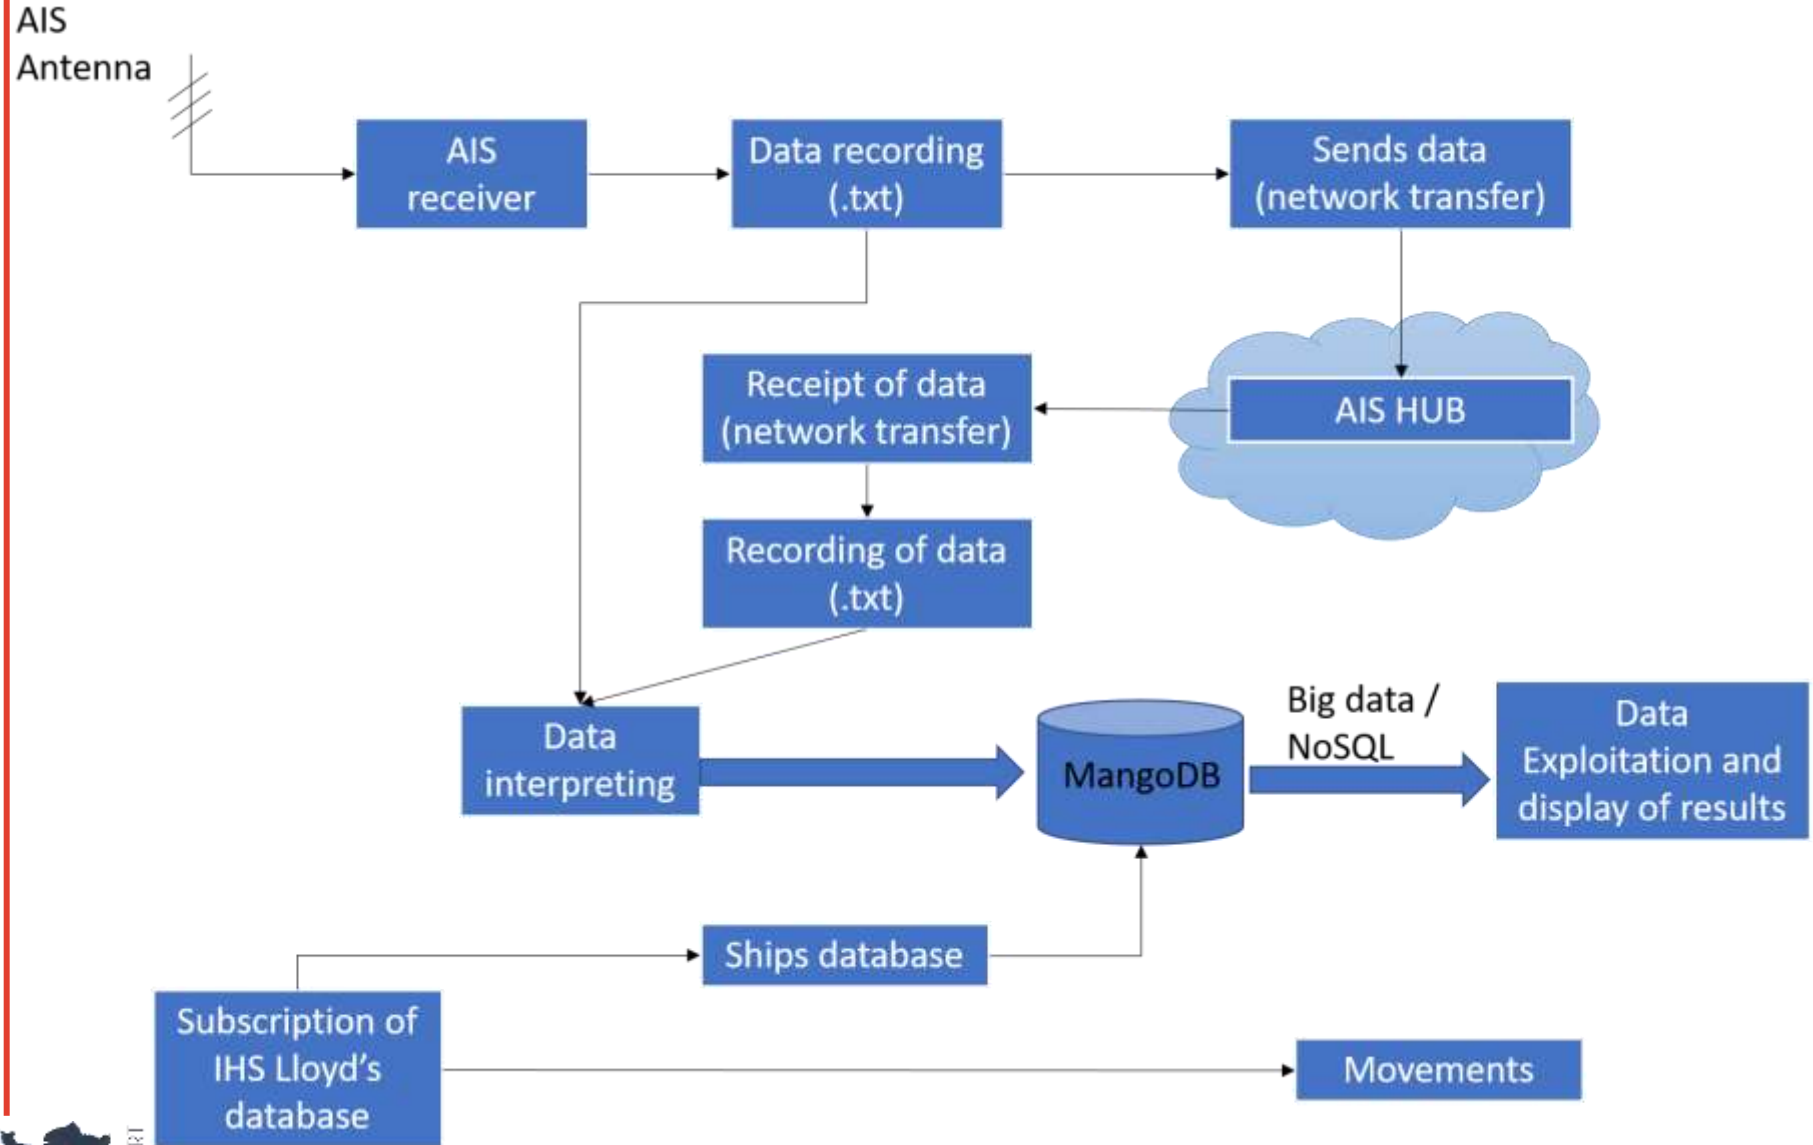 AIS
Antenna
AIS
receiver
Data recording
(.txt)
Sends data
(network transfer)
Receipt of data
(network transfer)
AIS HUB
Recording of data
(.txt)
Data
interpreting
MangoDB
Big data /
NoSQL
Data
Exploitation and
display of results
Ships database
Subscription of
IHS Lloyd's
database
Movements